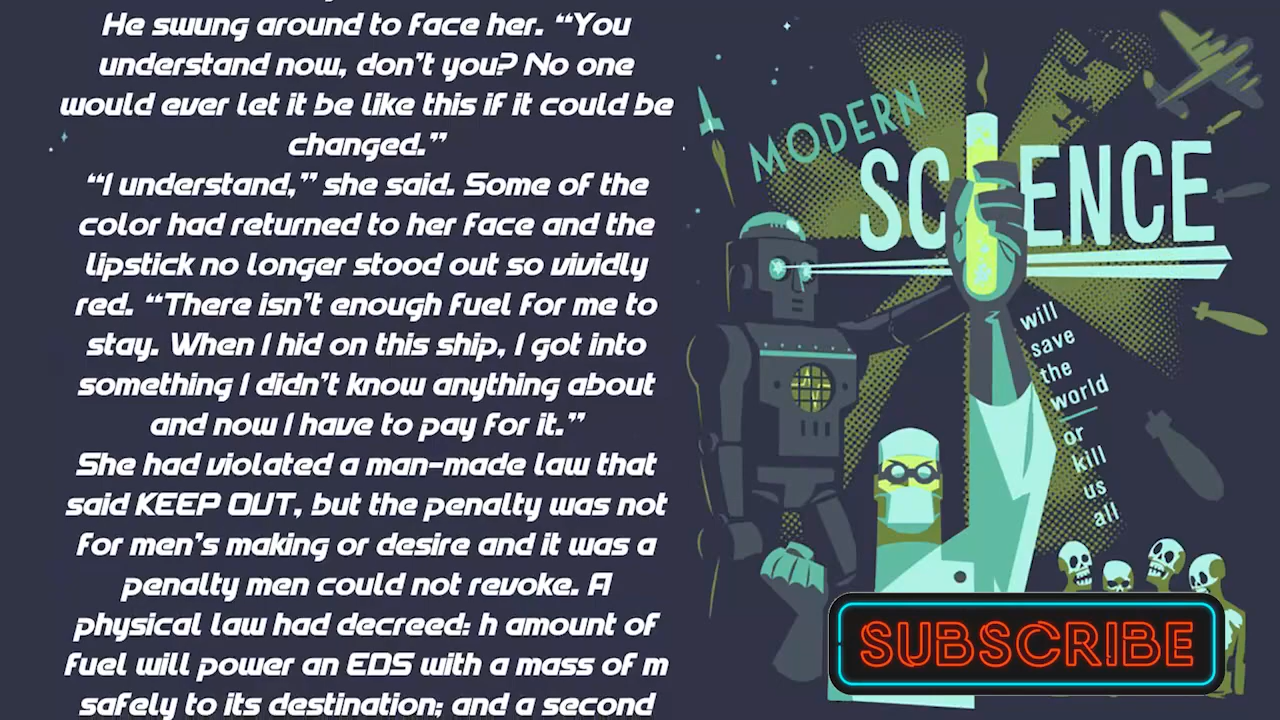 He swung around to face her. “You
understand now, don’t you? No one
would ever let it be like this if it could be
changed.”
“I understand,” she said. Some of the
color had returned to her face and the
lipstick no longer stood out so vividly
red. “There isn’t enough fuel for me to
stay. When I hid on this ship, I got into
something I didn’t know anything about
and now I have to pay for it.”
She had violated a man-made law that
said KEEP OUT, but the penalty was not
for men’s making or desire and it was a
penalty men could not revoke. A
physical law had decreed: h amount of
fuel will power an EDS with a mass of m
safely to its destination; and a second
MODERN
SCIENCE
will
save
the
world
or
kill
us
all
SUBSCRIBE